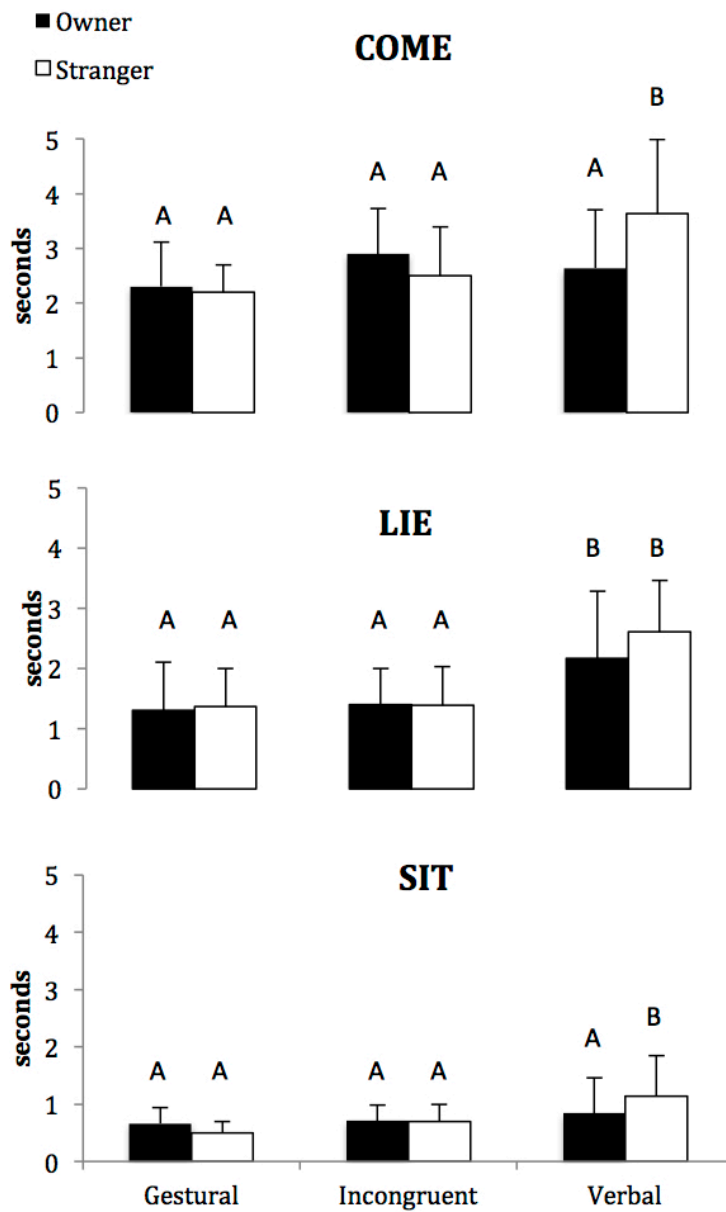 Owner
Stranger
COME
B
5
A A A
4
A A
3
2
1
0
seconds
5
LIE
B B
4
A A A A
3
2
1
0
seconds
5
SIT
4
3
B
A
2
A A A A
1
0
seconds
Gestural Incongruent Verbal